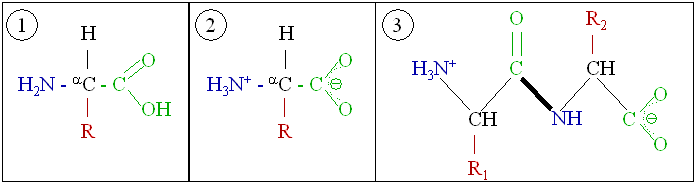 1
H
O
H₂N
αC
C
OH
R
2
H
O
H₃N⁺
αC
C
⊖
O
R
3
O
R₂
H₃N⁺
C
CH
O
CH
NH
C
⊖
O
R₁